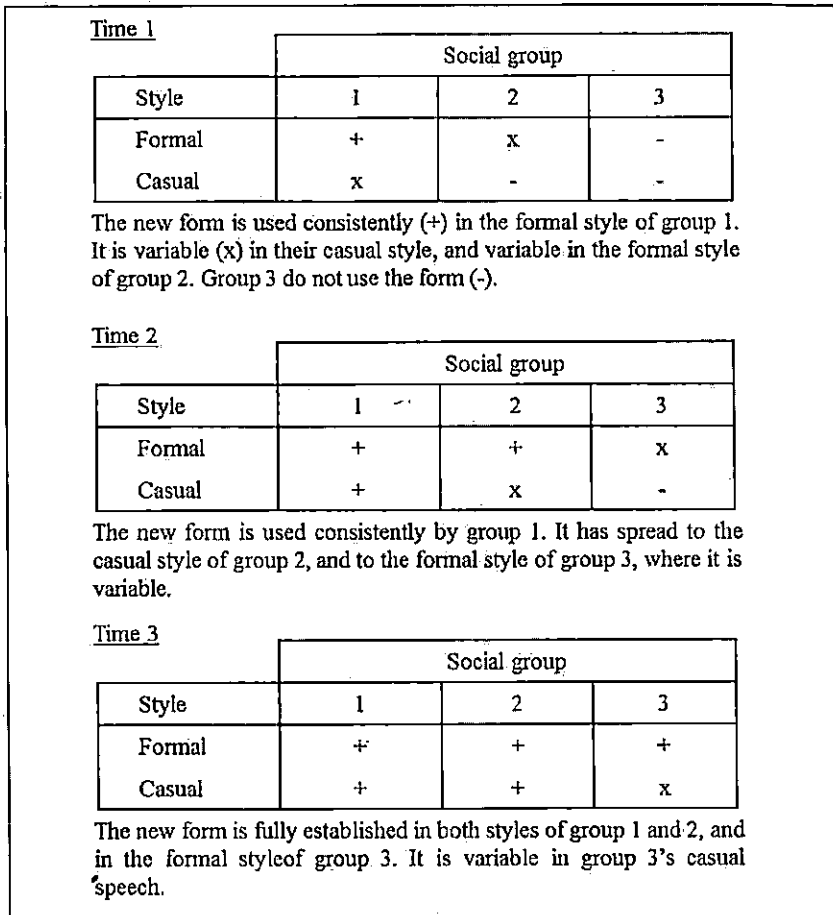 Time 1
Social group
Style 1 2 3
Formal + x -
Casual x - -
The new form is used consistently (+) in the formal style of group 1.
It is variable (x) in their casual style, and variable in the formal style
of group 2. Group 3 do not use the form (-).
Time 2
Social group
Style 1 2 3
Formal + + x
Casual + x -
The new form is used consistently by group 1. It has spread to the
casual style of group 2, and to the formal style of group 3, where it is
variable.
Time 3
Social group
Style 1 2 3
Formal + + +
Casual + + x
The new form is fully established in both styles of group 1 and 2, and
in the formal styleof group 3. It is variable in group 3's casual
speech.